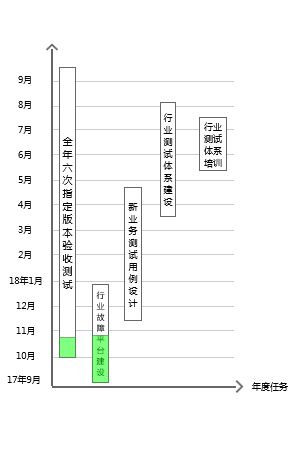 9月
8月
7月
6月
5月
4月
3月
2月
18年1月
12月
11月
10月
17年9月
全年六次指定版本验收测试
行业故障平台建设
新业务测试用例设计
行业测试体系建设
行业
测试
体系
培训
年度任务